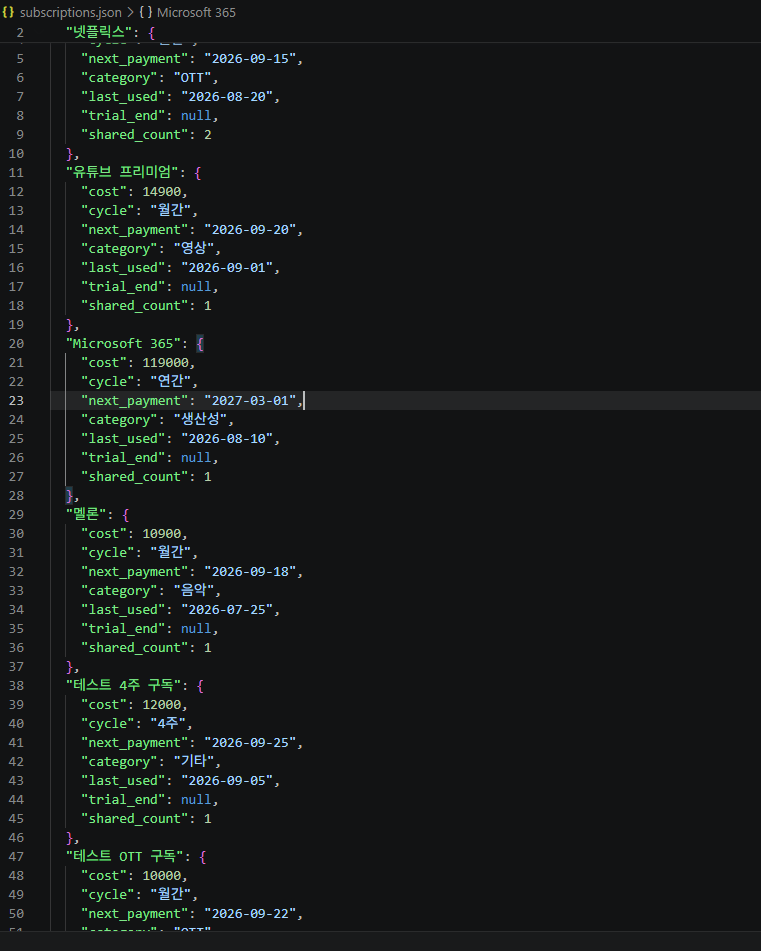 {} subscriptions.json > {} Microsoft 365
2 "넷플릭스": {
5 "next_payment": "2026-09-15",
6 "category": "OTT",
7 "last_used": "2026-08-20",
8 "trial_end": null,
9 "shared_count": 2
10 },
11 "유튜브 프리미엄": {
12 "cost": 14900,
13 "cycle": "월간",
14 "next_payment": "2026-09-20",
15 "category": "영상",
16 "last_used": "2026-09-01",
17 "trial_end": null,
18 "shared_count": 1
19 },
20 "Microsoft 365": {
21 "cost": 119000,
22 "cycle": "연간",
23 "next_payment": "2027-03-01",
24 "category": "생산성",
25 "last_used": "2026-08-10",
26 "trial_end": null,
27 "shared_count": 1
28 },
29 "멜론": {
30 "cost": 10900,
31 "cycle": "월간",
32 "next_payment": "2026-09-18",
33 "category": "음악",
34 "last_used": "2026-07-25",
35 "trial_end": null,
36 "shared_count": 1
37 },
38 "테스트 4주 구독": {
39 "cost": 12000,
40 "cycle": "4주",
41 "next_payment": "2026-09-25",
42 "category": "기타",
43 "last_used": "2026-09-05",
44 "trial_end": null,
45 "shared_count": 1
46 },
47 "테스트 OTT 구독": {
48 "cost": 10000,
49 "cycle": "월간",
50 "next_payment": "2026-09-22",
51 "category": "OTT"